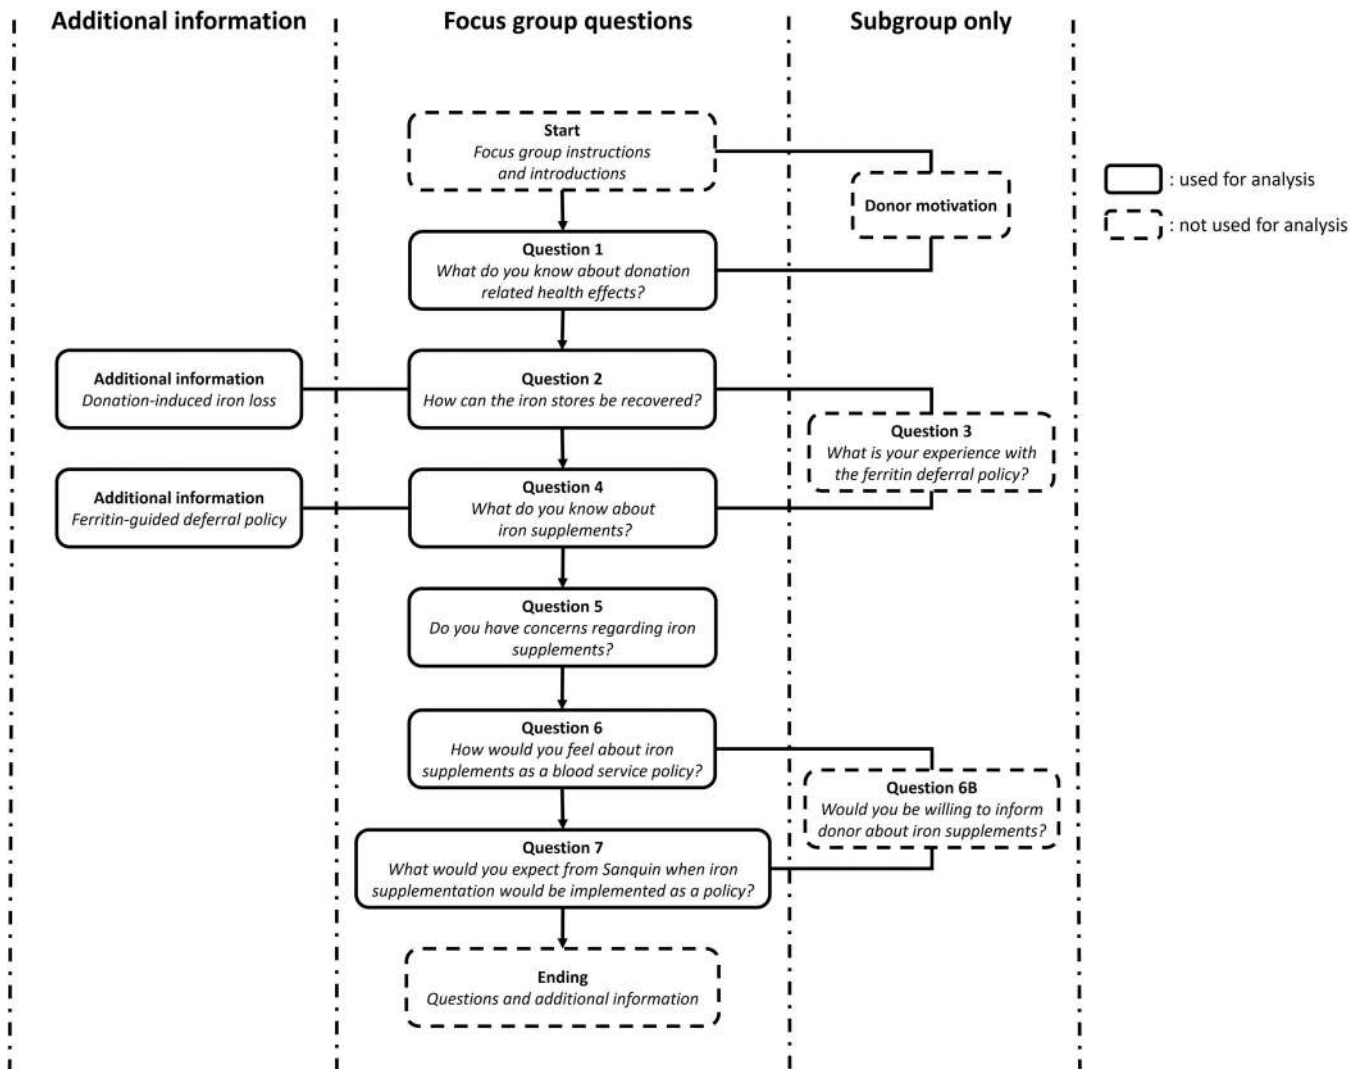 Additional information
Focus group questions
Subgroup only
Start
Focus group instructions
and introductions
Donor motivation
: used for analysis
: not used for analysis
Question 1
What do you know about donation
related health effects?
Additional information
Donation-induced iron loss
Question 2
How can the iron stores be recovered?
Question 3
What is your experience with
the ferritin deferral policy?
Additional information
Ferritin-guided deferral policy
Question 4
What do you know about
iron supplements?
Question 5
Do you have concerns regarding iron
supplements?
Question 6
How would you feel about iron
supplements as a blood service policy?
Question 6B
Would you be willing to inform
donor about iron supplements?
Question 7
What would you expect from Sanquin when iron
supplementation would be implemented as a policy?
Ending
Questions and additional information